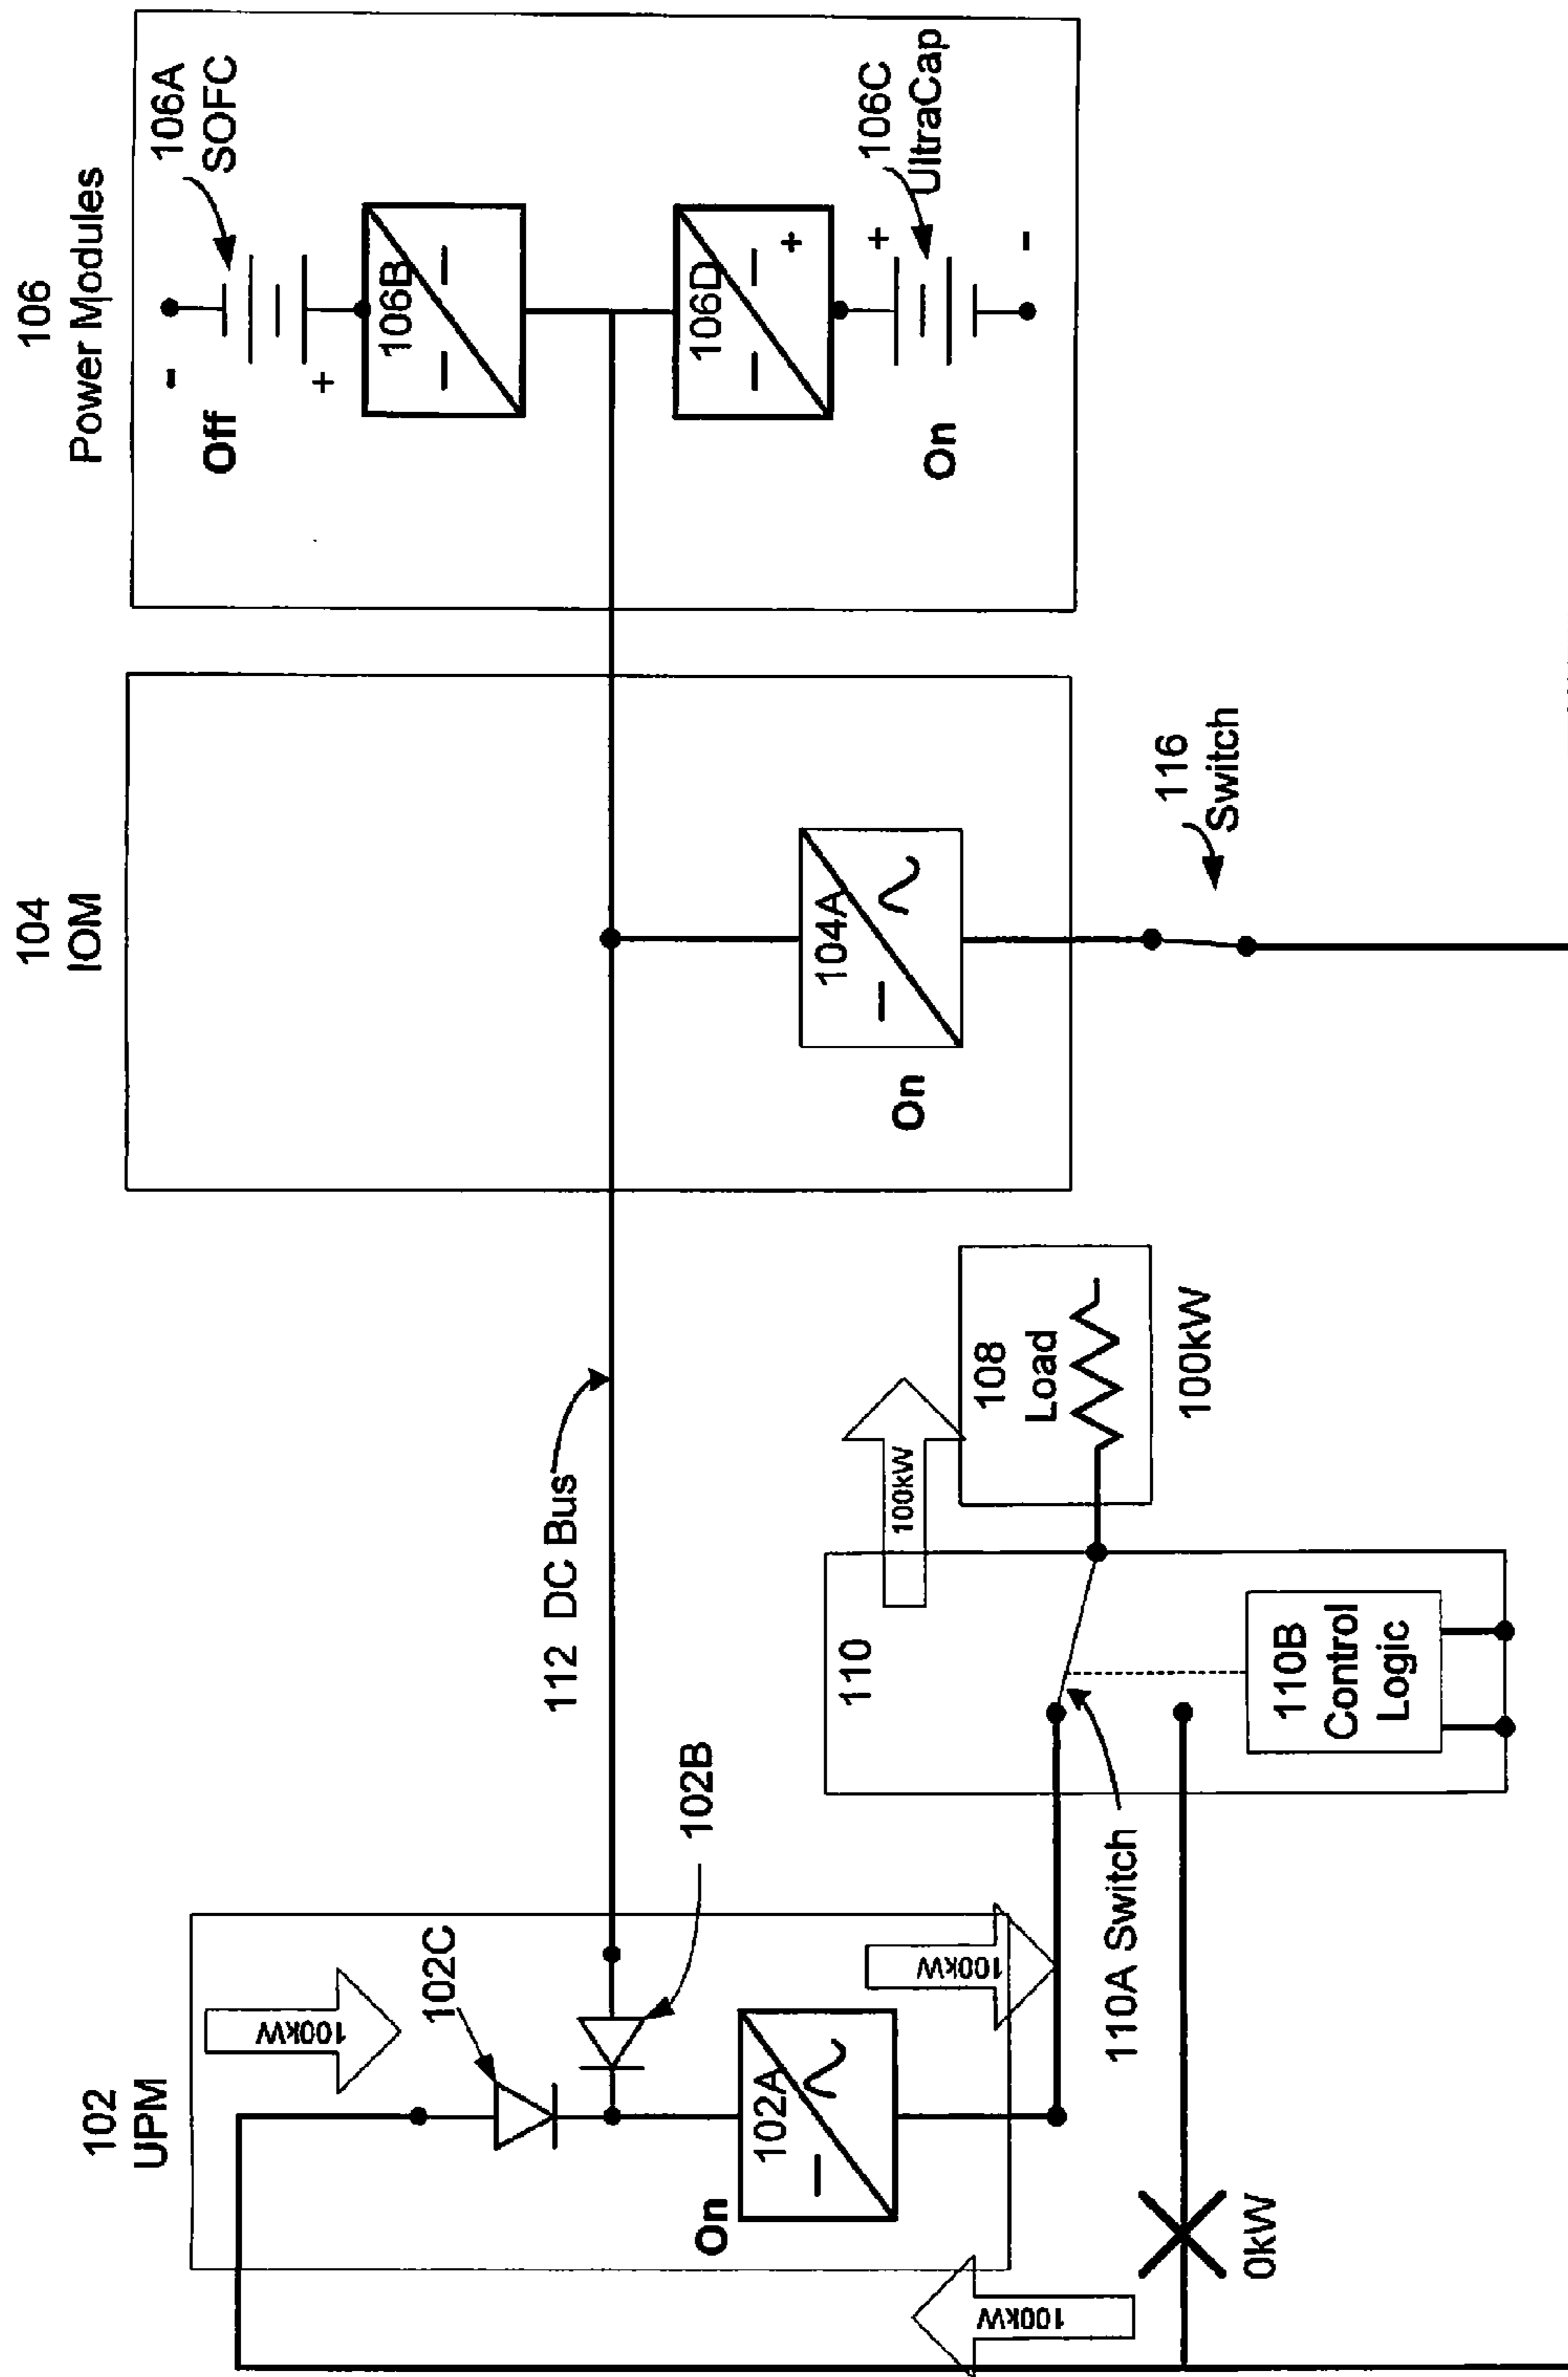 102
UPM
104
IOM
106
Power Modules
106A
SOFC
-
Off
+
106B
106D
+
+
106C
UltraCap
-
On
100kW
102C
102B
112 DC Bus
102A
On
100kW
104A
On
116
Switch
110
100kW
108
Load
100kW
110A Switch
110B
Control
Logic
100kW
0kW